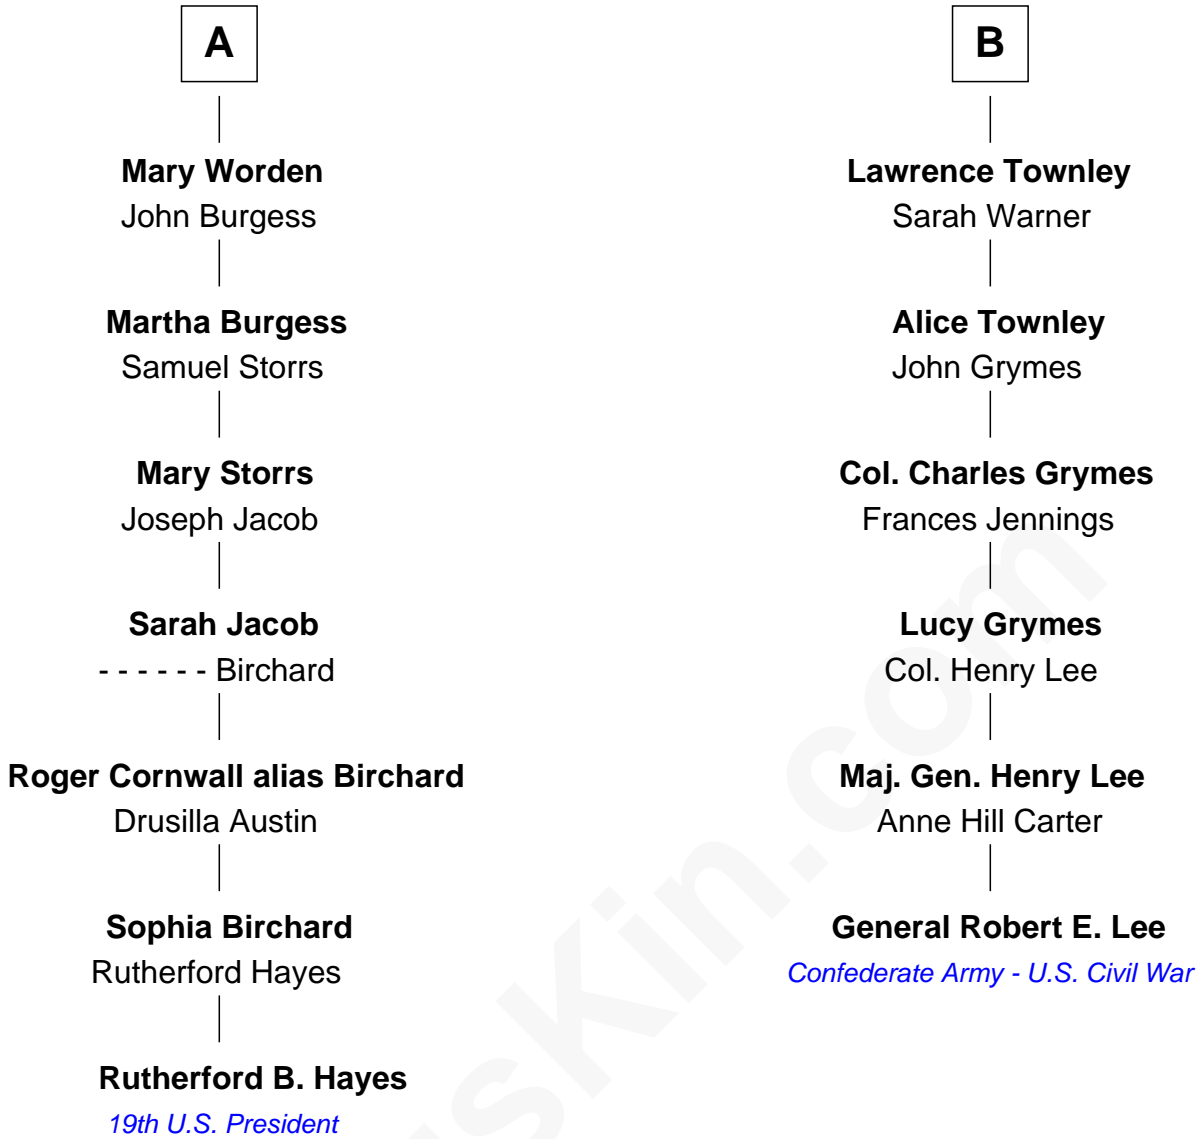 A
Mary Worden
John Burgess
Martha Burgess
Samuel Storrs
Mary Storrs
Joseph Jacob
Sarah Jacob
- - - - - - Birchard
Roger Cornwall alias Birchard
Drusilla Austin
Sophia Birchard
Rutherford Hayes
Rutherford B. Hayes
19th U.S. President
B
Lawrence Townley
Sarah Warner
Alice Townley
John Grymes
Col. Charles Grymes
Frances Jennings
Lucy Grymes
Col. Henry Lee
Maj. Gen. Henry Lee
Anne Hill Carter
General Robert E. Lee
Confederate Army - U.S. Civil War
usKin.com